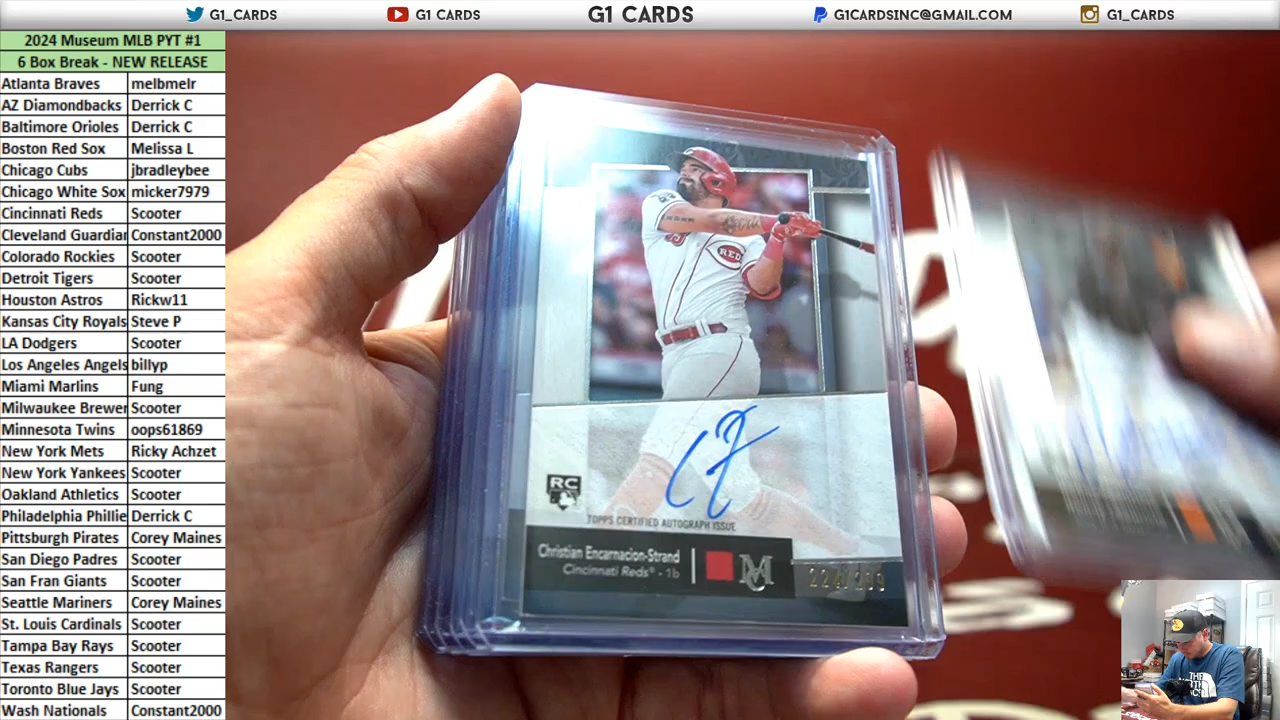 G1_CARDS G1 CARDS G1 CARDS G1CARDSINC@GMAIL.COM G1_CARDS
2024 Museum MLB PYT #1
6 Box Break - NEW RELEASE
Atlanta Braves melbmelr
AZ Diamondbacks Derrick C
Baltimore Orioles Derrick C
Boston Red Sox Melissa L
Chicago Cubs jbradleybee
Chicago White Sox micker7979
Cincinnati Reds Scooter
Cleveland Guardian Constant2000
Colorado Rockies Scooter
Detroit Tigers Scooter
Houston Astros Rickw11
Kansas City Royals Steve P
LA Dodgers Scooter
Los Angeles Angels billyp
Miami Marlins Fung
Milwaukee Brewer Scooter
Minnesota Twins oops61869
New York Mets Ricky Achzet
New York Yankees Scooter
Oakland Athletics Scooter
Philadelphia Phillie Derrick C
Pittsburgh Pirates Corey Maines
San Diego Padres Scooter
San Fran Giants Scooter
Seattle Mariners Corey Maines
St. Louis Cardinals Scooter
Tampa Bay Rays Scooter
Texas Rangers Scooter
Toronto Blue Jays Scooter
Wash Nationals Constant2000
REDS
RC
TOPPS CERTIFIED AUTOGRAPH ISSUE
Christian Encarnacion-Strand
Cincinnati Reds® - 1b
M
THE
NORTH